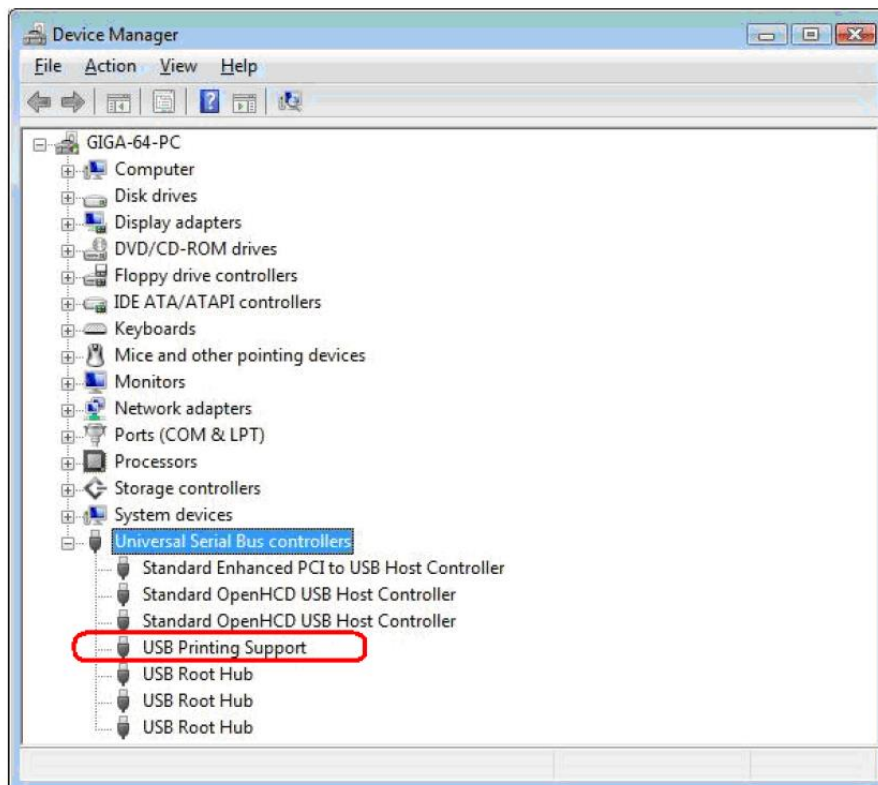 Device Manager
File Action View Help
GIGA-64-PC
Computer
Disk drives
Display adapters
DVD/CD-ROM drives
Floppy drive controllers
IDE ATA/ATAPI controllers
Keyboards
Mice and other pointing devices
Monitors
Network adapters
Ports (COM & LPT)
Processors
Storage controllers
System devices
Universal Serial Bus controllers
Standard Enhanced PCI to USB Host Controller
Standard OpenHCD USB Host Controller
Standard OpenHCD USB Host Controller
USB Printing Support
USB Root Hub
USB Root Hub
USB Root Hub